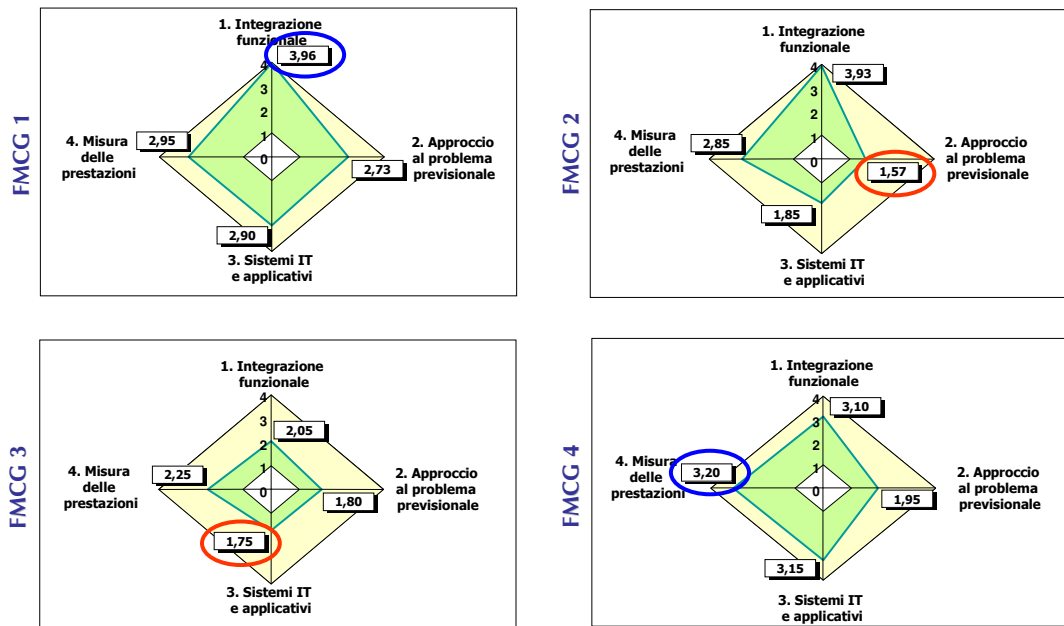 FMCG 1
1. Integrazione
funzionale
3,96
4
3
2
1
0
4. Misura
delle
prestazioni
2,95
2. Approccio
al problema
previsionale
2,73
2,90
3. Sistemi IT
e applicativi
FMCG 2
1. Integrazione
funzionale
3,93
4
3
2
1
0
4. Misura
delle
prestazioni
2,85
2. Approccio
al problema
previsionale
1,57
1,85
3. Sistemi IT
e applicativi
FMCG 3
1. Integrazione
funzionale
2,05
4
3
2
1
0
4. Misura
delle
prestazioni
2,25
2. Approccio
al problema
previsionale
1,80
1,75
3. Sistemi IT
e applicativi
FMCG 4
1. Integrazione
funzionale
3,10
4
3
2
1
0
4. Misura
delle
prestazioni
3,20
2. Approccio
al problema
previsionale
1,95
3,15
3. Sistemi IT
e applicativi